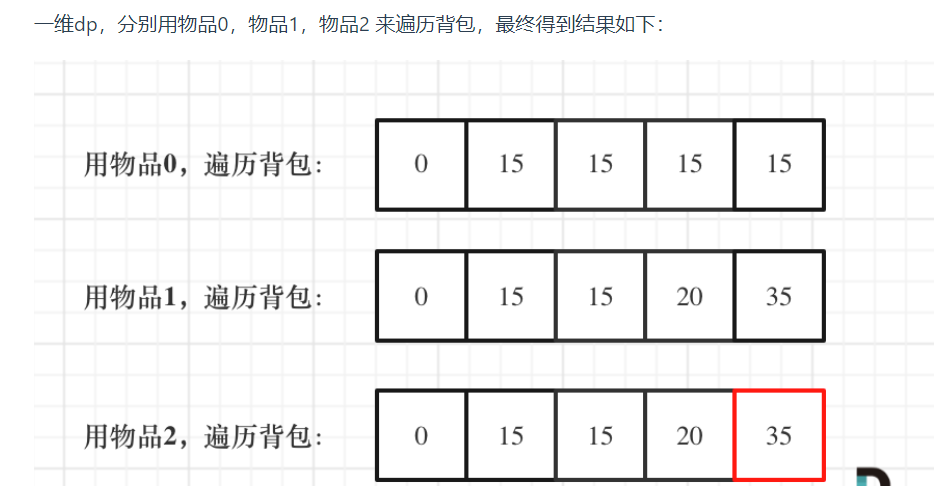 一维dp，分别用物品0，物品1，物品2 来遍历背包，最终得到结果如下：
用物品0，遍历背包： 0 15 15 15 15
用物品1，遍历背包： 0 15 15 20 35
用物品2，遍历背包： 0 15 15 20 35